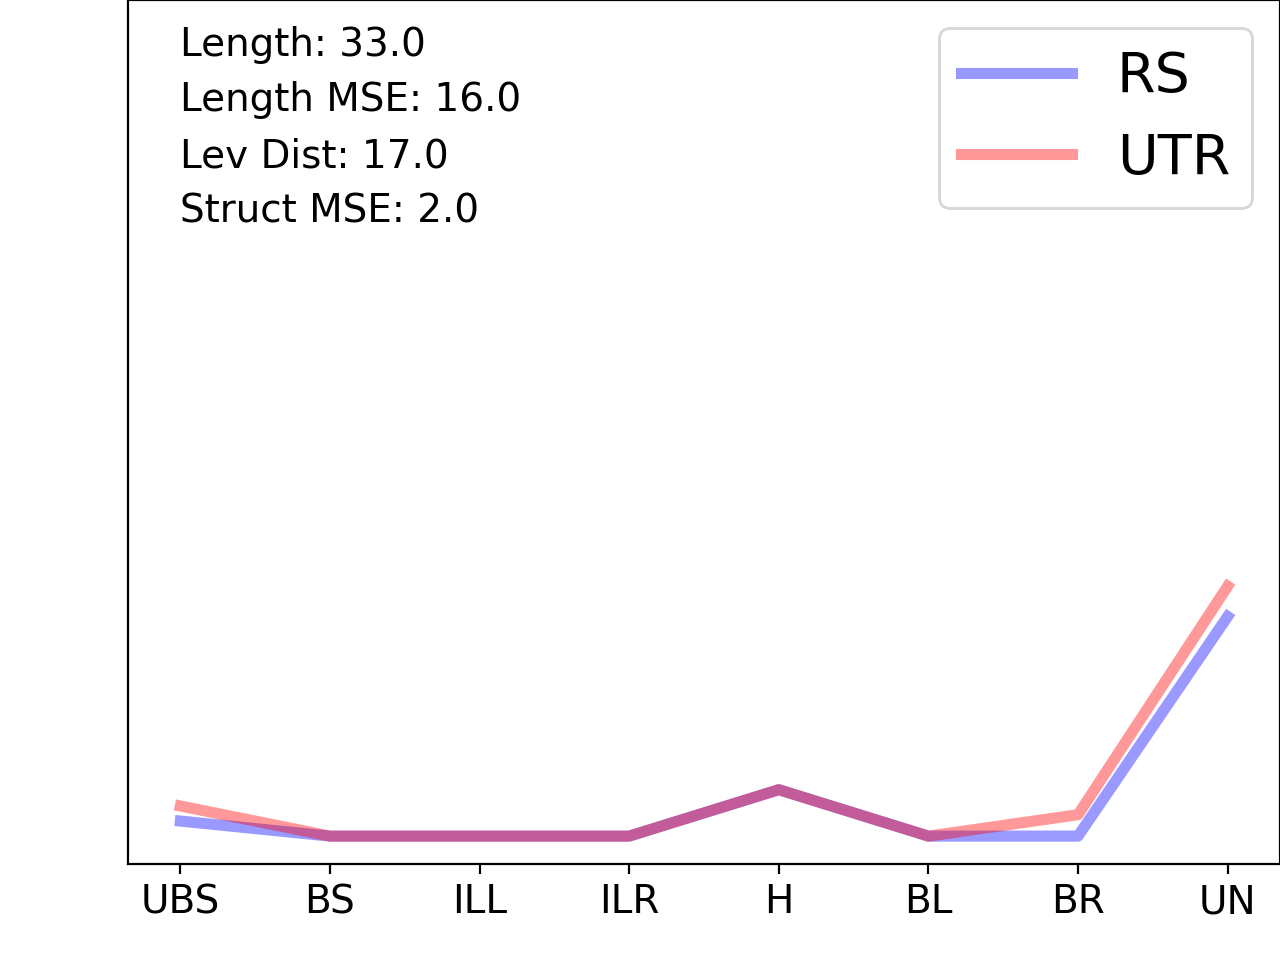 Length: 33.0
Length MSE: 16.0
Lev Dist: 17.0
Struct MSE: 2.0
RS
UTR
UBS BS ILL ILR H BL BR UN